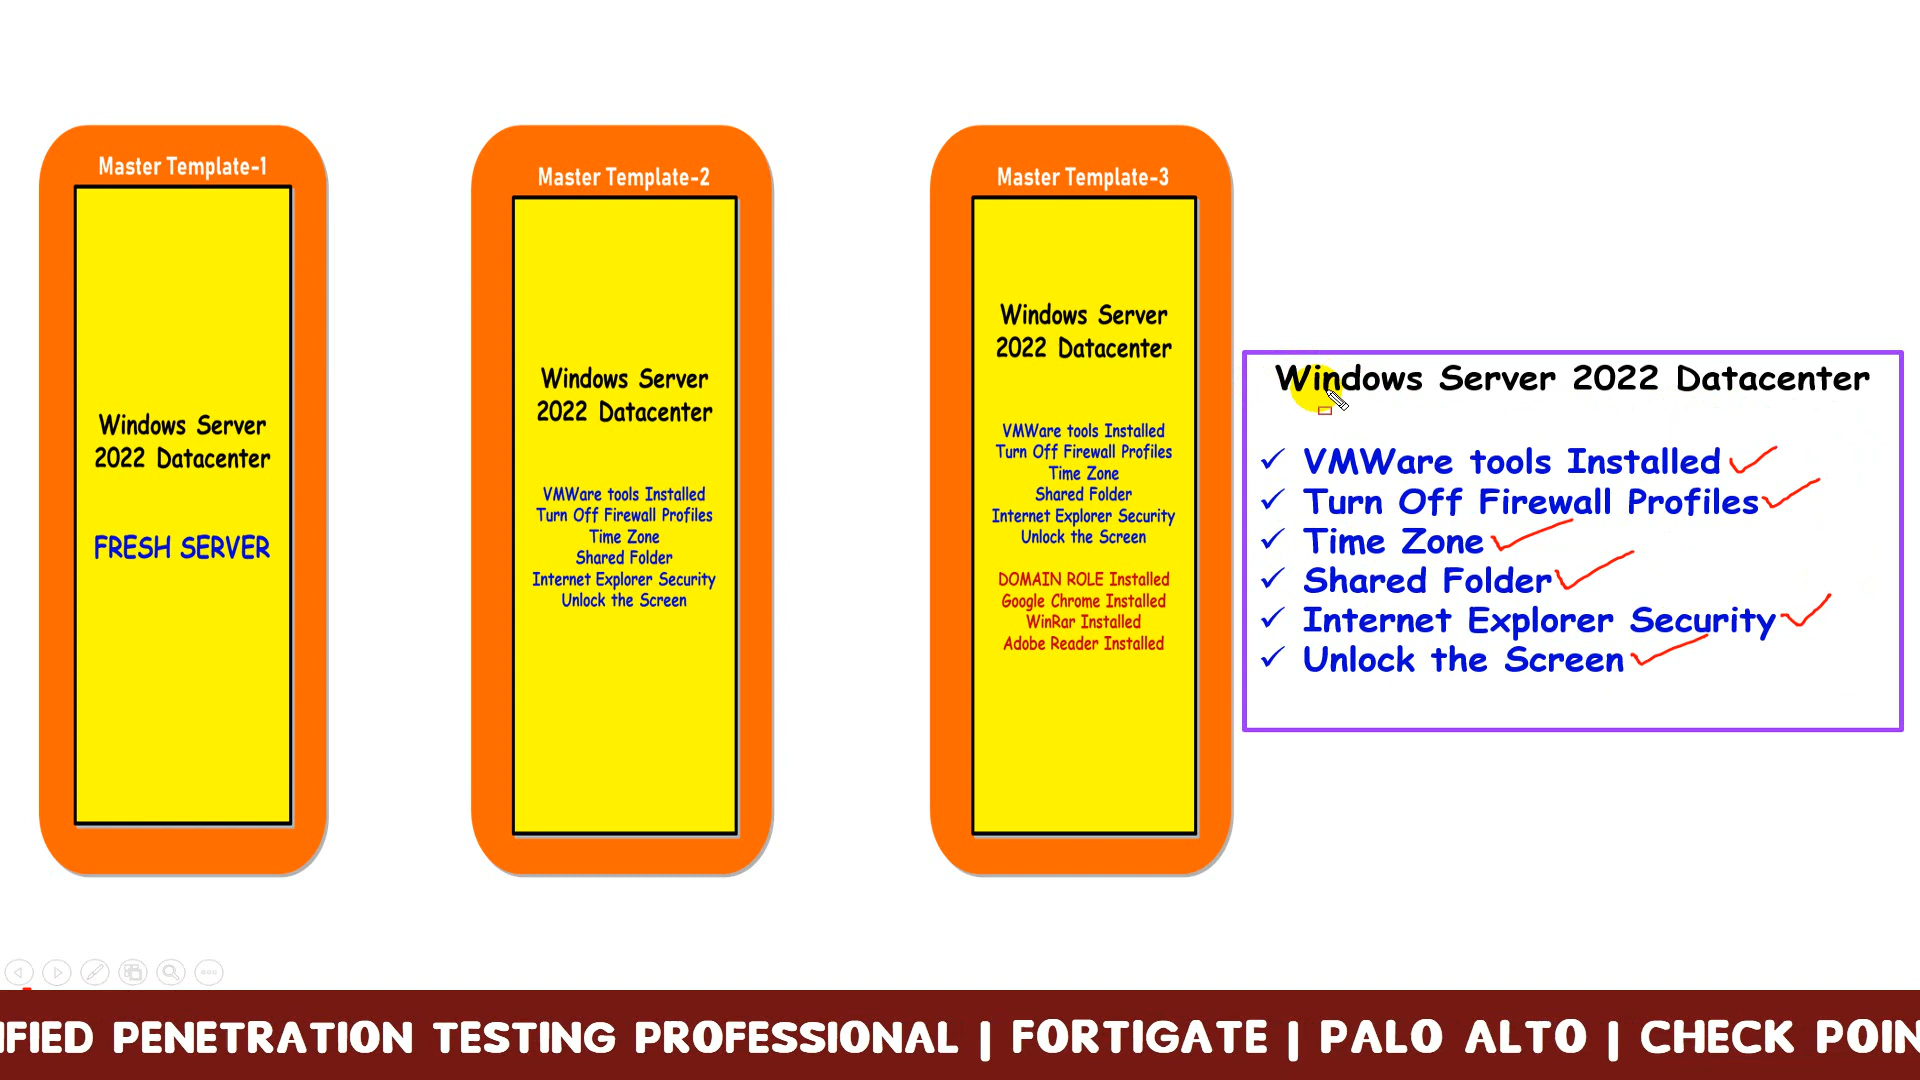 Master Template-1
Windows Server
2022 Datacenter
FRESH SERVER
Master Template-2
Windows Server
2022 Datacenter
VMWare tools Installed
Turn Off Firewall Profiles
Time Zone
Shared Folder
Internet Explorer Security
Unlock the Screen
Master Template-3
Windows Server
2022 Datacenter
VMWare tools Installed
Turn Off Firewall Profiles
Time Zone
Shared Folder
Internet Explorer Security
Unlock the Screen
DOMAIN ROLE Installed
Google Chrome Installed
WinRar Installed
Adobe Reader Installed
Windows Server 2022 Datacenter
✓ VMWare tools Installed
✓ Turn Off Firewall Profiles
✓ Time Zone
✓ Shared Folder
✓ Internet Explorer Security
✓ Unlock the Screen
IFIED PENETRATION TESTING PROFESSIONAL | FORTIGATE | PALO ALTO | CHECK POIN